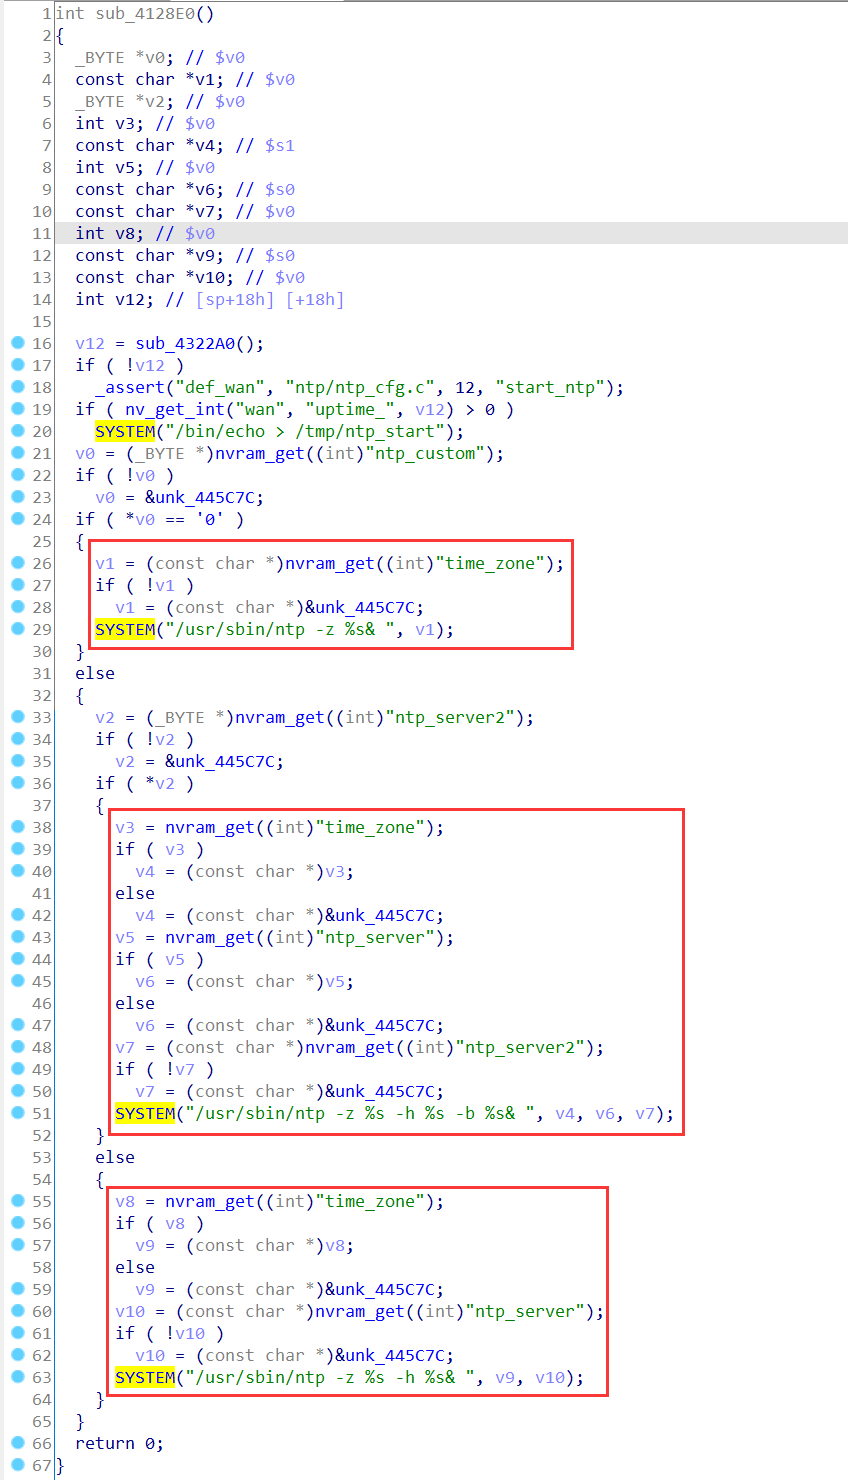 1 int sub_4128E0()
2 {
3 _BYTE *v0; // $v0
4 const char *v1; // $v0
5 _BYTE *v2; // $v0
6 int v3; // $v0
7 const char *v4; // $s1
8 int v5; // $v0
9 const char *v6; // $s0
10 const char *v7; // $v0
11 int v8; // $v0
12 const char *v9; // $s0
13 const char *v10; // $v0
14 int v12; // [sp+18h] [+18h]
15
16 v12 = sub_4322A0();
17 if ( !v12 )
18 _assert("def_wan", "ntp/ntp_cfg.c", 12, "start_ntp");
19 if ( nv_get_int("wan", "uptime_", v12) > 0 )
20 SYSTEM("/bin/echo > /tmp/ntp_start");
21 v0 = (_BYTE *)nvram_get((int)"ntp_custom");
22 if ( !v0 )
23 v0 = &unk_445C7C;
24 if ( *v0 == '0' )
25 {
26 v1 = (const char *)nvram_get((int)"time_zone");
27 if ( !v1 )
28 v1 = (const char *)&unk_445C7C;
29 SYSTEM("/usr/sbin/ntp -z %s& ", v1);
30 }
31 else
32 {
33 v2 = (_BYTE *)nvram_get((int)"ntp_server2");
34 if ( !v2 )
35 v2 = &unk_445C7C;
36 if ( *v2 )
37 {
38 v3 = nvram_get((int)"time_zone");
39 if ( v3 )
40 v4 = (const char *)v3;
41 else
42 v4 = (const char *)&unk_445C7C;
43 v5 = nvram_get((int)"ntp_server");
44 if ( v5 )
45 v6 = (const char *)v5;
46 else
47 v6 = (const char *)&unk_445C7C;
48 v7 = (const char *)nvram_get((int)"ntp_server2");
49 if ( !v7 )
50 v7 = (const char *)&unk_445C7C;
51 SYSTEM("/usr/sbin/ntp -z %s -h %s -b %s& ", v4, v6, v7);
52 }
53 else
54 {
55 v8 = nvram_get((int)"time_zone");
56 if ( v8 )
57 v9 = (const char *)v8;
58 else
59 v9 = (const char *)&unk_445C7C;
60 v10 = (const char *)nvram_get((int)"ntp_server");
61 if ( !v10 )
62 v10 = (const char *)&unk_445C7C;
63 SYSTEM("/usr/sbin/ntp -z %s -h %s& ", v9, v10);
64 }
65 }
66 return 0;
67 }